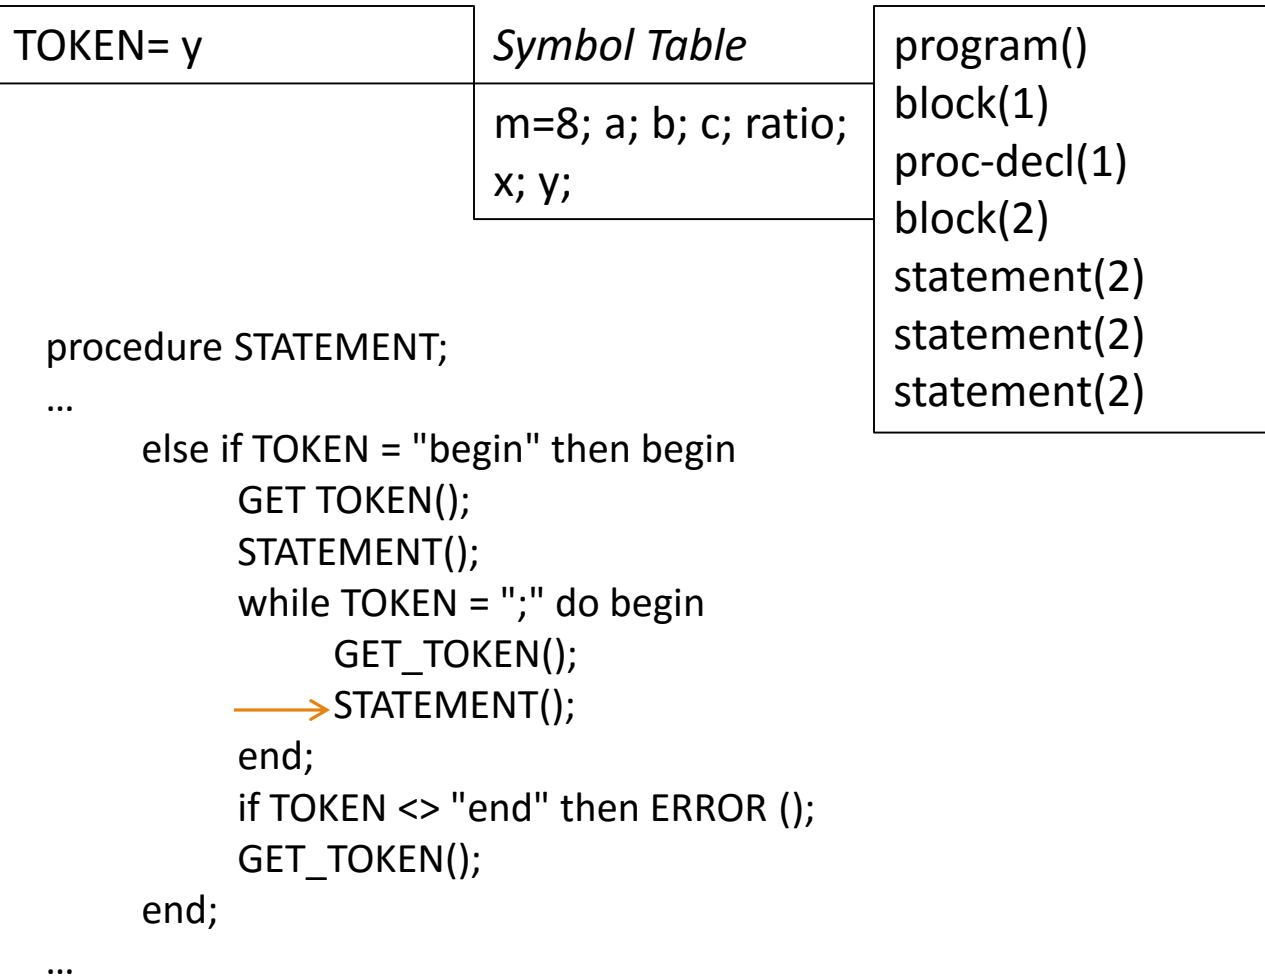 TOKEN= y
Symbol Table
m=8; a; b; c; ratio;
x; y;
program()
block(1)
proc-decl(1)
block(2)
statement(2)
statement(2)
statement(2)
procedure STATEMENT;
…
else if TOKEN = "begin" then begin
GET TOKEN();
STATEMENT();
while TOKEN = ";" do begin
GET_TOKEN();
STATEMENT();
end;
if TOKEN <> "end" then ERROR ();
GET_TOKEN();
end;
…